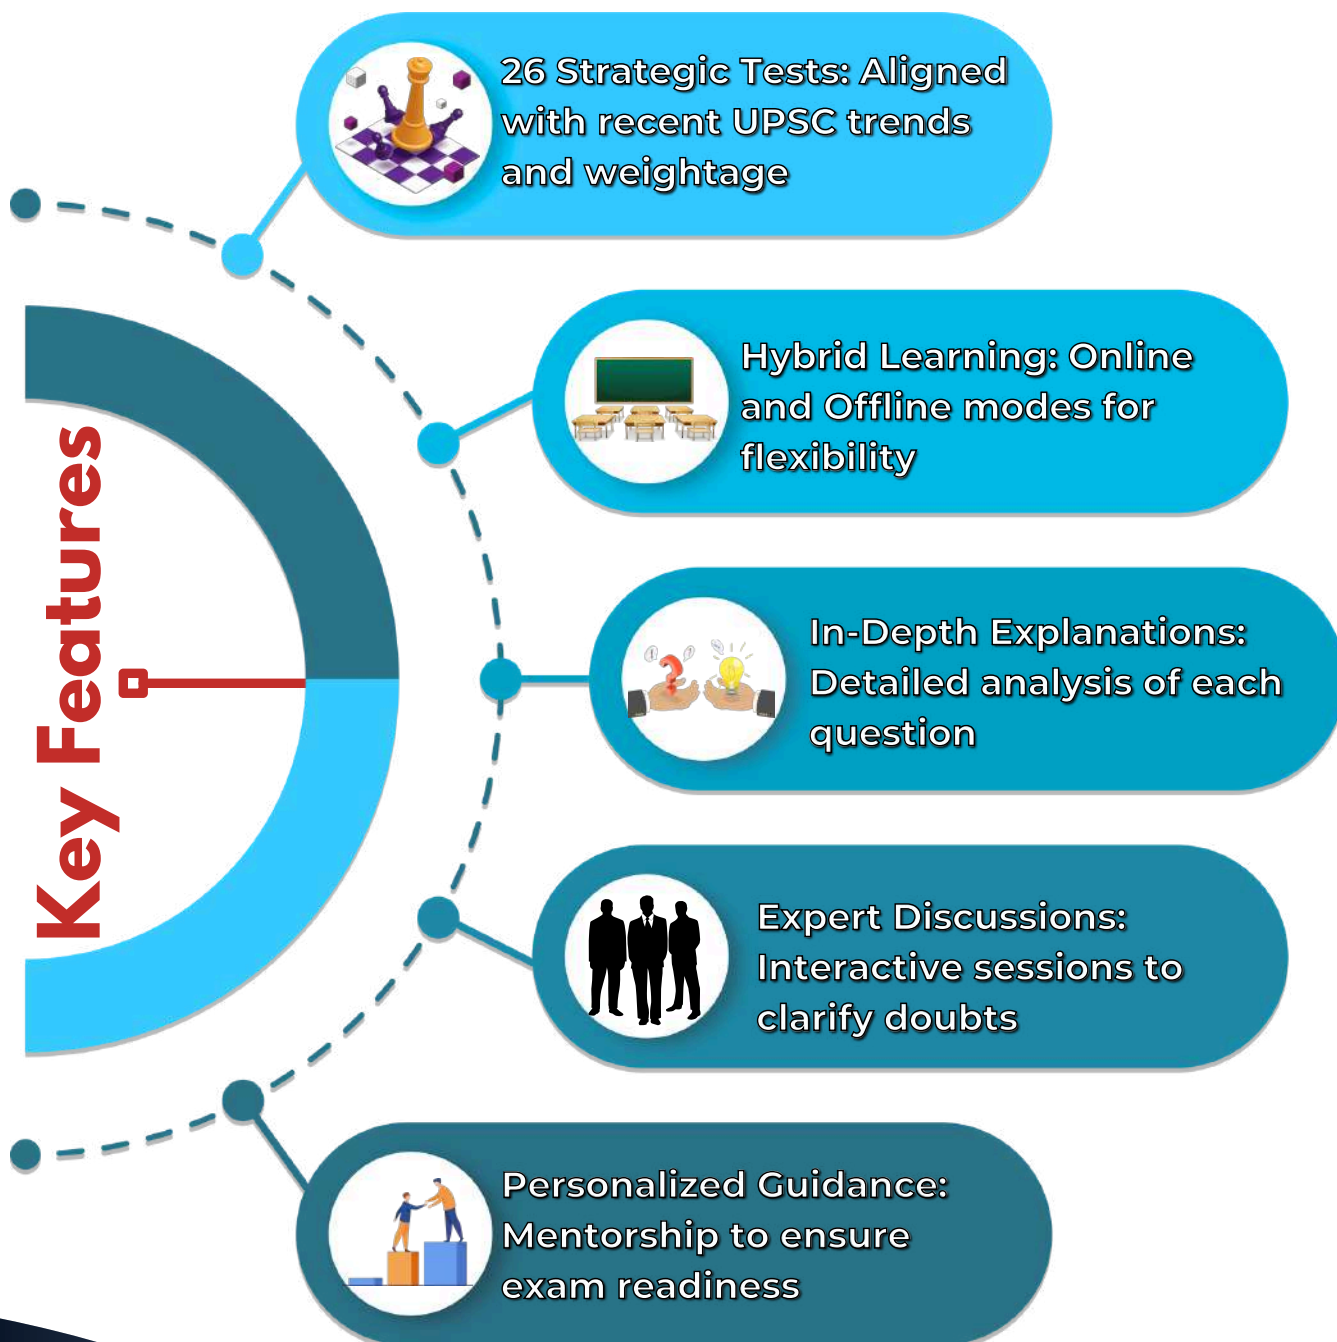 Key Features
26 Strategic Tests: Aligned
with recent UPSC trends
and weightage
Hybrid Learning: Online
and Offline modes for
flexibility
In-Depth Explanations:
Detailed analysis of each
question
Expert Discussions:
Interactive sessions to
clarify doubts
Personalized Guidance:
Mentorship to ensure
exam readiness